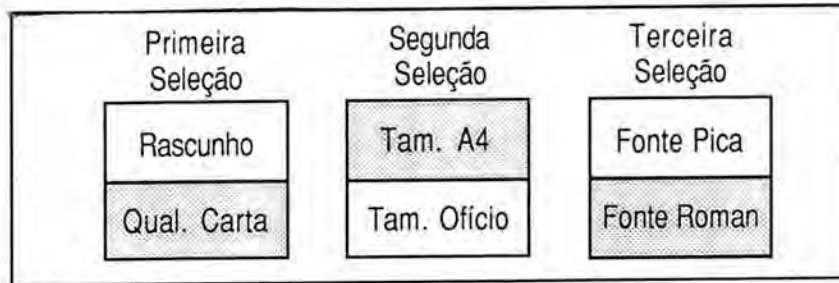 Primeira
Seleção
Rascunho
Qual. Carta
Segunda
Seleção
Tam. A4
Tam. Ofício
Terceira
Seleção
Fonte Pica
Fonte Roman